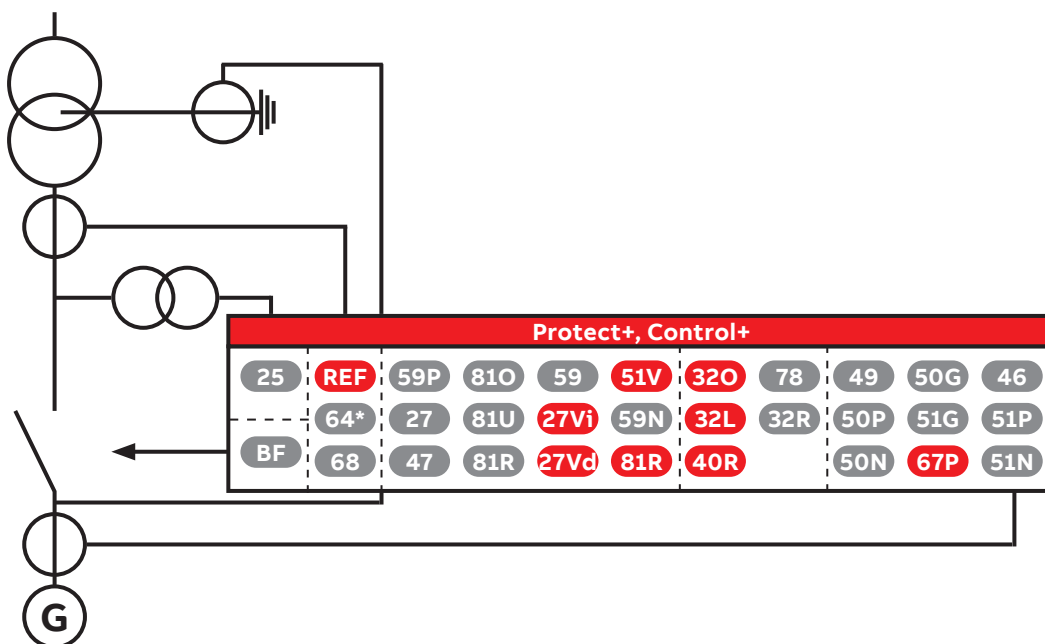 Protect+, Control+
25 REF 59P 81O 59 51V 32O 78 49 50G 46
64* 27 81U 27Vi 59N 32L 32R 50P 51G 51P
BF 68 47 81R 27Vd 81R 40R 50N 67P 51N
G